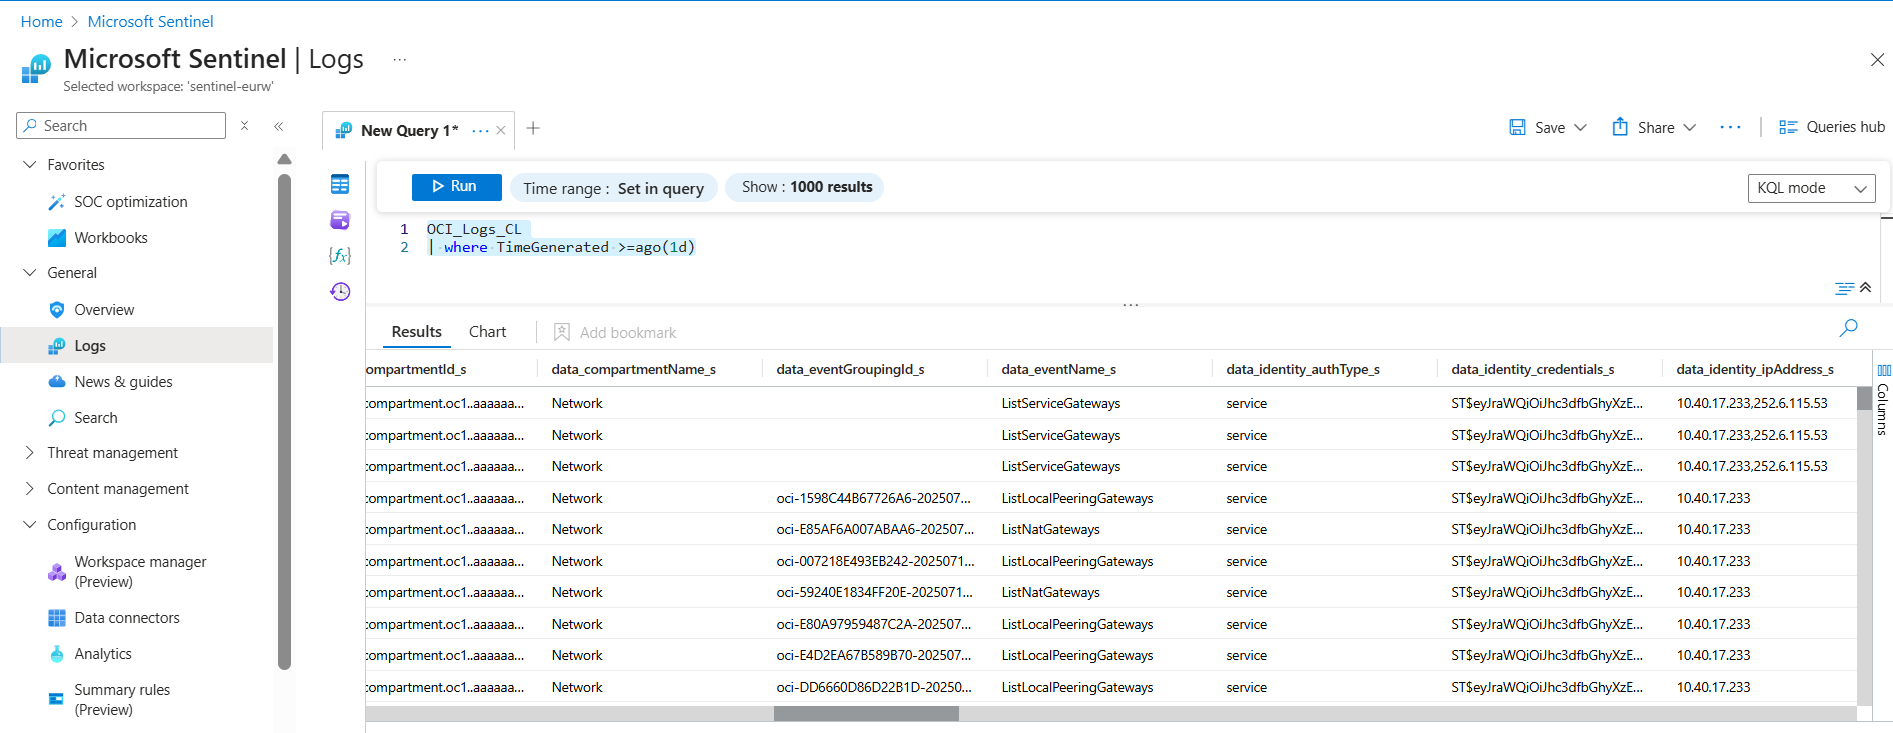 Home > Microsoft Sentinel
Microsoft Sentinel | Logs ...
Selected workspace: 'sentinel-eurw'
Search
Favorites
SOC optimization
Workbooks
General
Overview
Logs
News & guides
Search
Threat management
Content management
Configuration
Workspace manager
(Preview)
Data connectors
Analytics
Summary rules
(Preview)
New Query 1* ...
Save
Share
...
Queries hub
Run
Time range : Set in query
Show : 1000 results
KQL mode
1 OCI_Logs_CL
2 | where TimeGenerated >=ago(1d)
{fx}
...
Results Chart Add bookmark
ompartmentId_s data_compartmentName_s data_eventGroupingId_s data_eventName_s data_identity_authType_s data_identity_credentials_s data_identity_ipAddress_s
compartment.oc1..aaaaaa... Network ListServiceGateways service ST$eyJraWQiOiJhc3dfbGhyXzE... 10.40.17.233,252.6.115.53
compartment.oc1..aaaaaa... Network ListServiceGateways service ST$eyJraWQiOiJhc3dfbGhyXzE... 10.40.17.233,252.6.115.53
compartment.oc1..aaaaaa... Network ListServiceGateways service ST$eyJraWQiOiJhc3dfbGhyXzE... 10.40.17.233,252.6.115.53
compartment.oc1..aaaaaa... Network oci-1598C44B67726A6-202507... ListLocalPeeringGateways service ST$eyJraWQiOiJhc3dfbGhyXzE... 10.40.17.233
compartment.oc1..aaaaaa... Network oci-E85AF6A007ABAA6-202507... ListNatGateways service ST$eyJraWQiOiJhc3dfbGhyXzE... 10.40.17.233
compartment.oc1..aaaaaa... Network oci-007218E493EB242-2025071... ListLocalPeeringGateways service ST$eyJraWQiOiJhc3dfbGhyXzE... 10.40.17.233
compartment.oc1..aaaaaa... Network oci-59240E1834FF20E-2025071... ListNatGateways service ST$eyJraWQiOiJhc3dfbGhyXzE... 10.40.17.233
compartment.oc1..aaaaaa... Network oci-E80A97959487C2A-202507... ListLocalPeeringGateways service ST$eyJraWQiOiJhc3dfbGhyXzE... 10.40.17.233
compartment.oc1..aaaaaa... Network oci-E4D2EA67B589B70-202507... ListLocalPeeringGateways service ST$eyJraWQiOiJhc3dfbGhyXzE... 10.40.17.233
compartment.oc1..aaaaaa... Network oci-DD6660D86D22B1D-20250... ListLocalPeeringGateways service ST$eyJraWQiOiJhc3dfbGhyXzE... 10.40.17.233
Columns